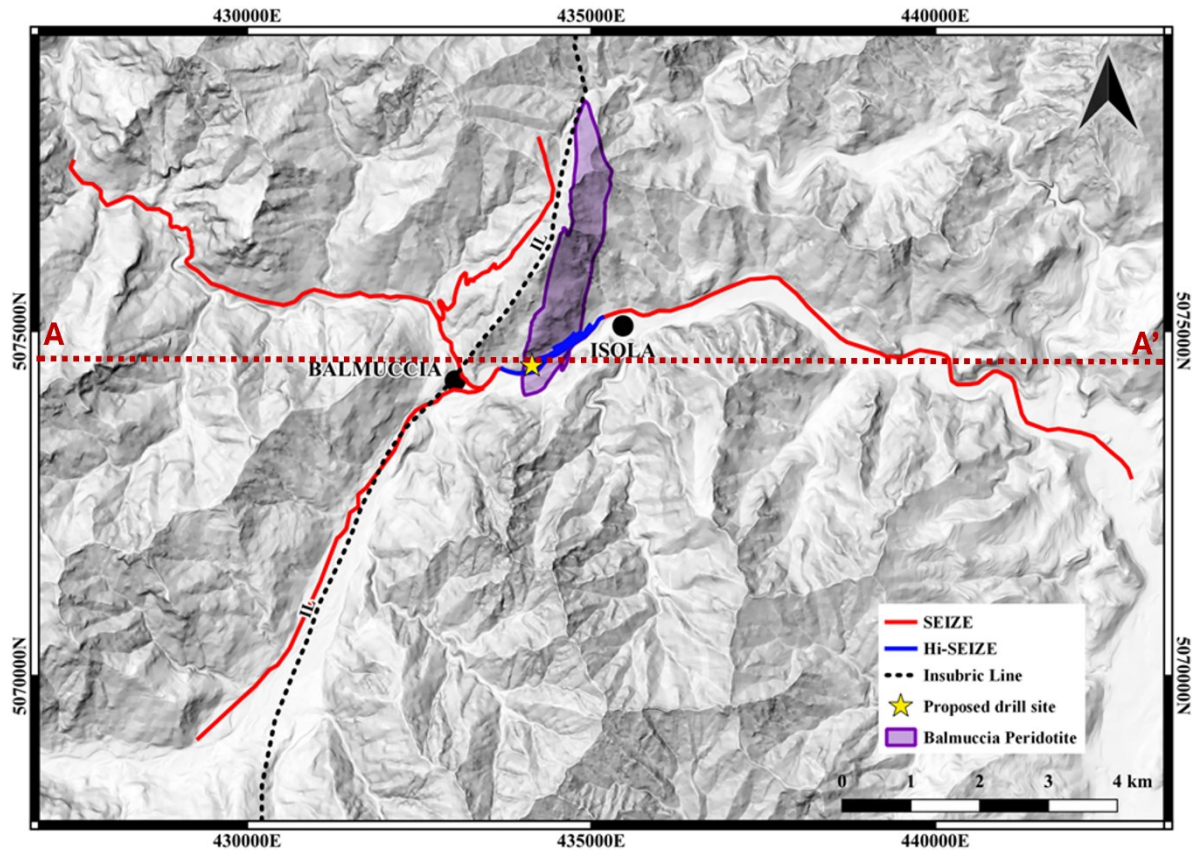 430000E 435000E 440000E
IL
5075000N
5075000N
A
A'
ISOLA
BALMUCCIA
IL
SEIZE
Hi-SEIZE
Insubric Line
Proposed drill site
Balmuccia Peridotite
5070000N
5070000N
0 1 2 3 4 km
430000E 435000E 440000E